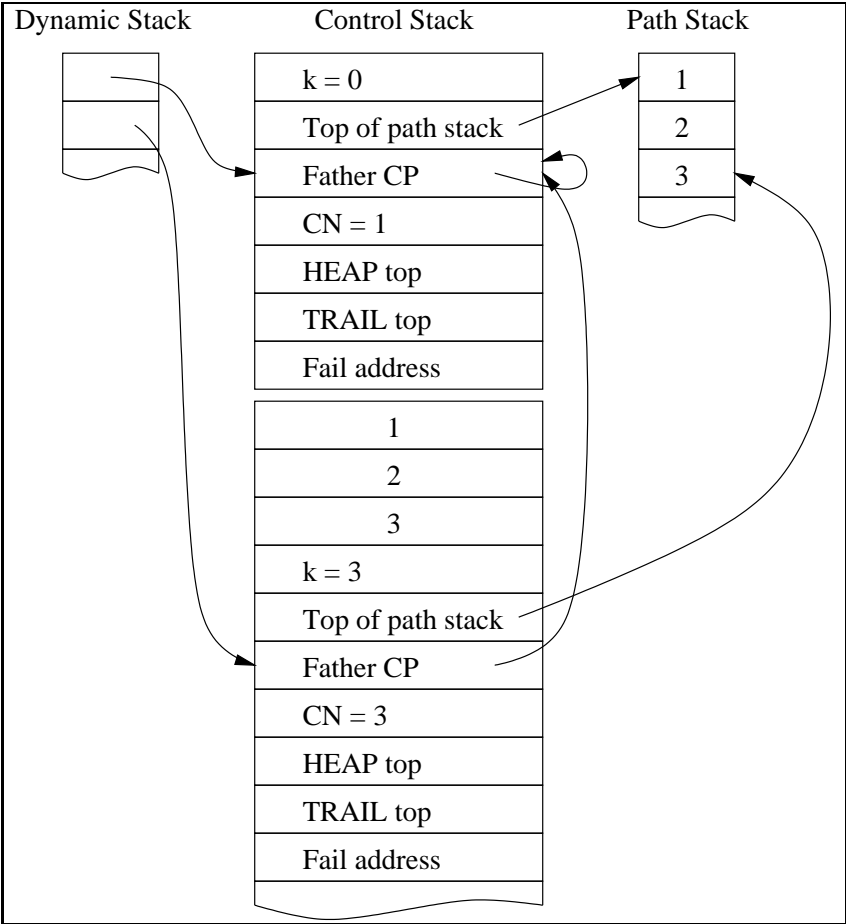 Dynamic Stack
Control Stack
Path Stack
k = 0
Top of path stack
Father CP
CN = 1
HEAP top
TRAIL top
Fail address
1
2
3
k = 3
Top of path stack
Father CP
CN = 3
HEAP top
TRAIL top
Fail address
1
2
3